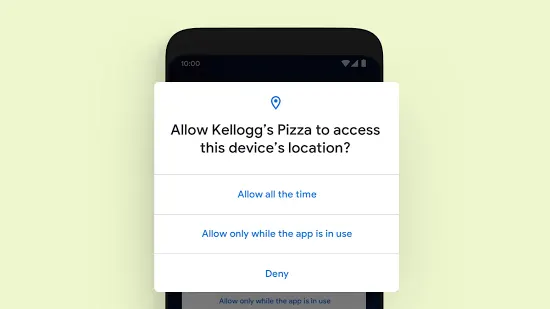 10:00
Allow Kellogg's Pizza to access
this device's location?
Allow all the time
Allow only while the app is in use
Deny
Allow only while the app is in use